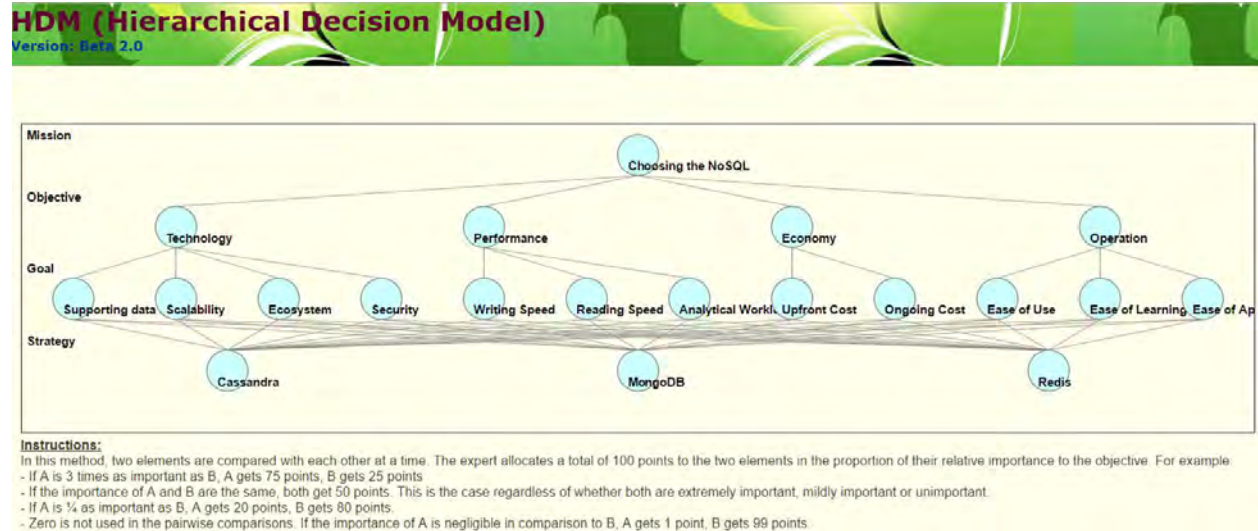 HDM (Hierarchical Decision Model)
Version: Beta 2.0
Mission
Choosing the NoSQL
Objective
Technology Performance Economy Operation
Goal
Supporting data Scalability Ecosystem Security Writing Speed Reading Speed Analytical Workl Upfront Cost Ongoing Cost Ease of Use Ease of Learning Ease of Ap
Strategy
Cassandra MongoDB Redis
Instructions:
In this method, two elements are compared with each other at a time. The expert allocates a total of 100 points to the two elements in the proportion of their relative importance to the objective. For example
- If A is 3 times as important as B, A gets 75 points, B gets 25 points
- If the importance of A and B are the same, both get 50 points. This is the case regardless of whether both are extremely important, mildly important or unimportant.
- If A is ¼ as important as B, A gets 20 points, B gets 80 points.
- Zero is not used in the pairwise comparisons. If the importance of A is negligible in comparison to B, A gets 1 point, B gets 99 points.